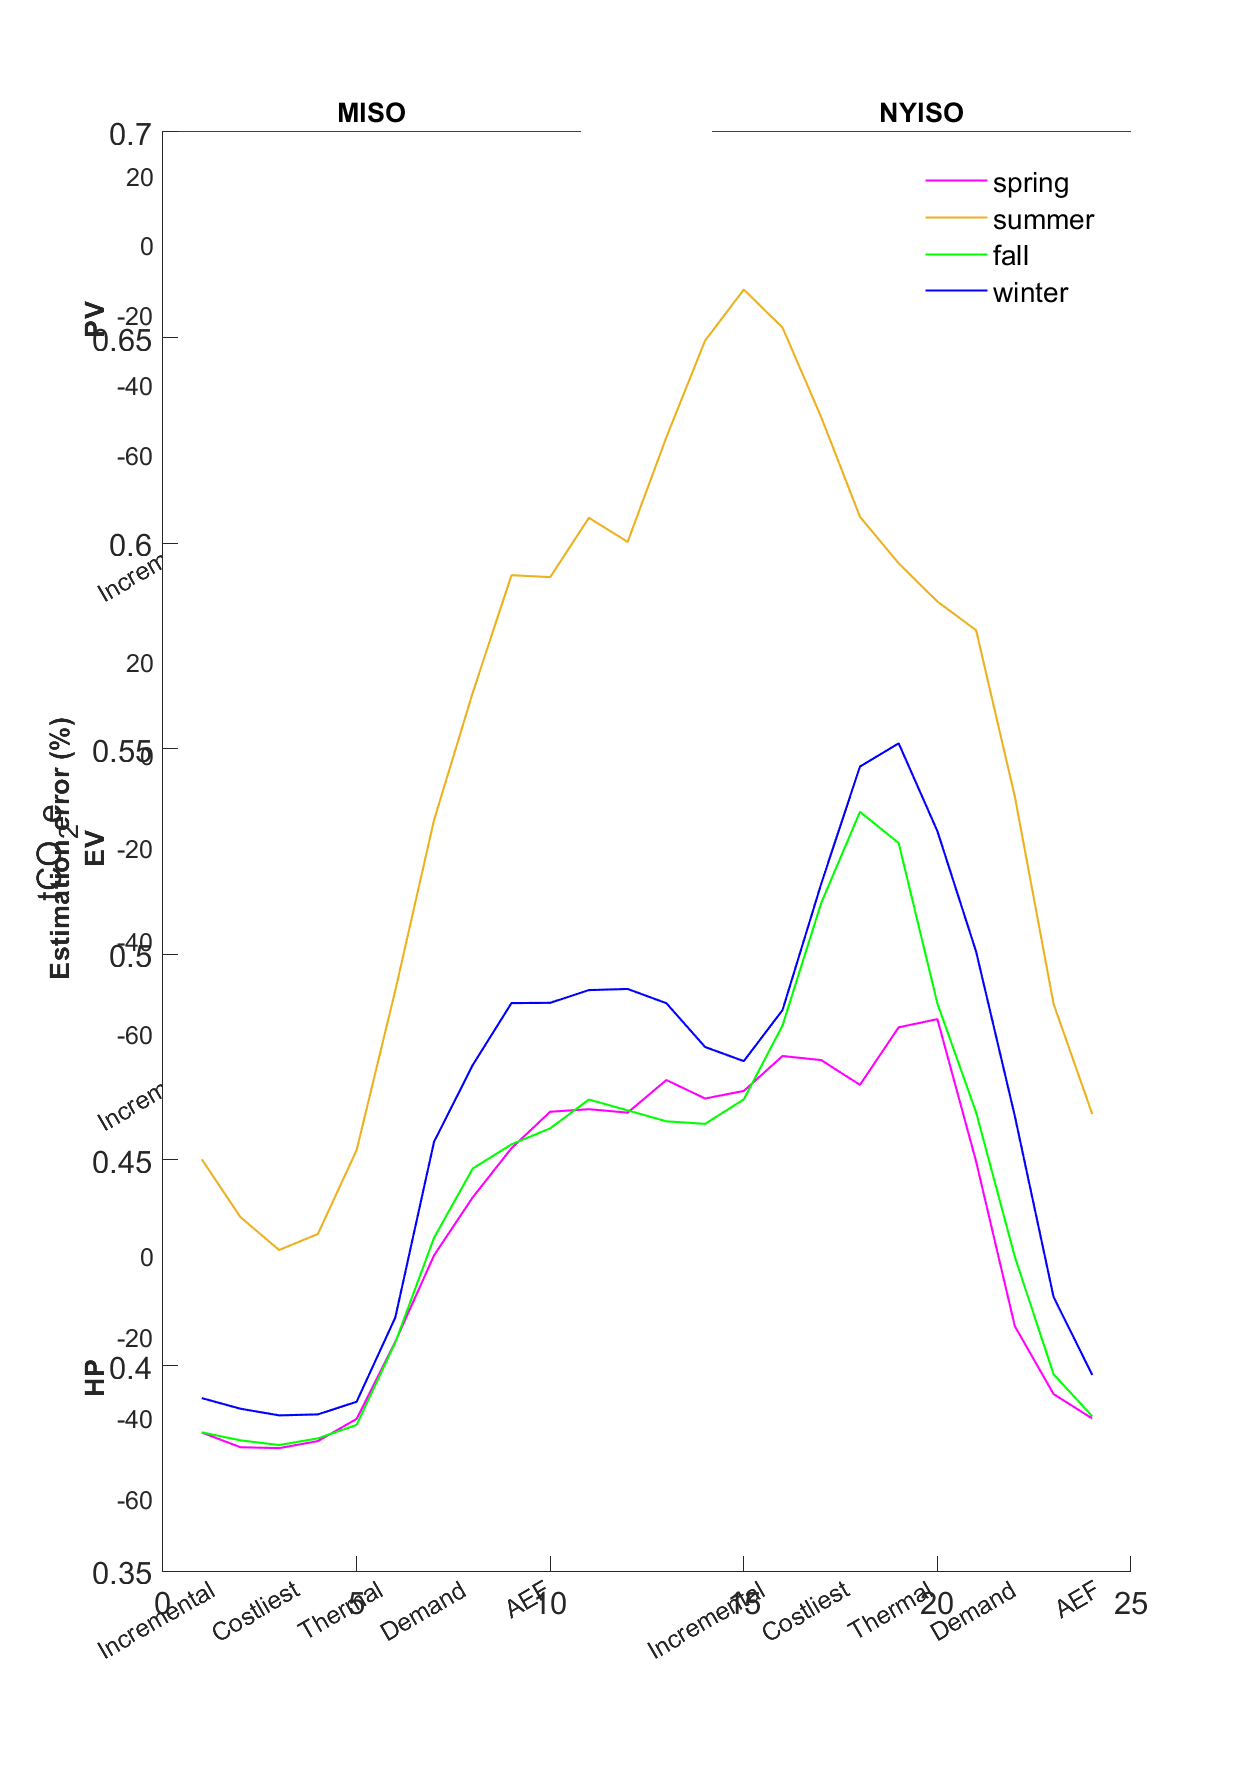 MISO
NYISO
0.7
20
spring
summer
0
fall
winter
PV
-20
0.65
-40
-60
0.6
Increm
20
Estimation error (%)
0.55
0
tCO2e
EV
-20
-40
0.5
-60
Increm
0.45
0
-20
HP
0.4
-40
-60
0.35
0
5
10
15
20
25
Incremental
Costliest
Thermal
Demand
AEF
Incremental
Costliest
Thermal
Demand
AEF